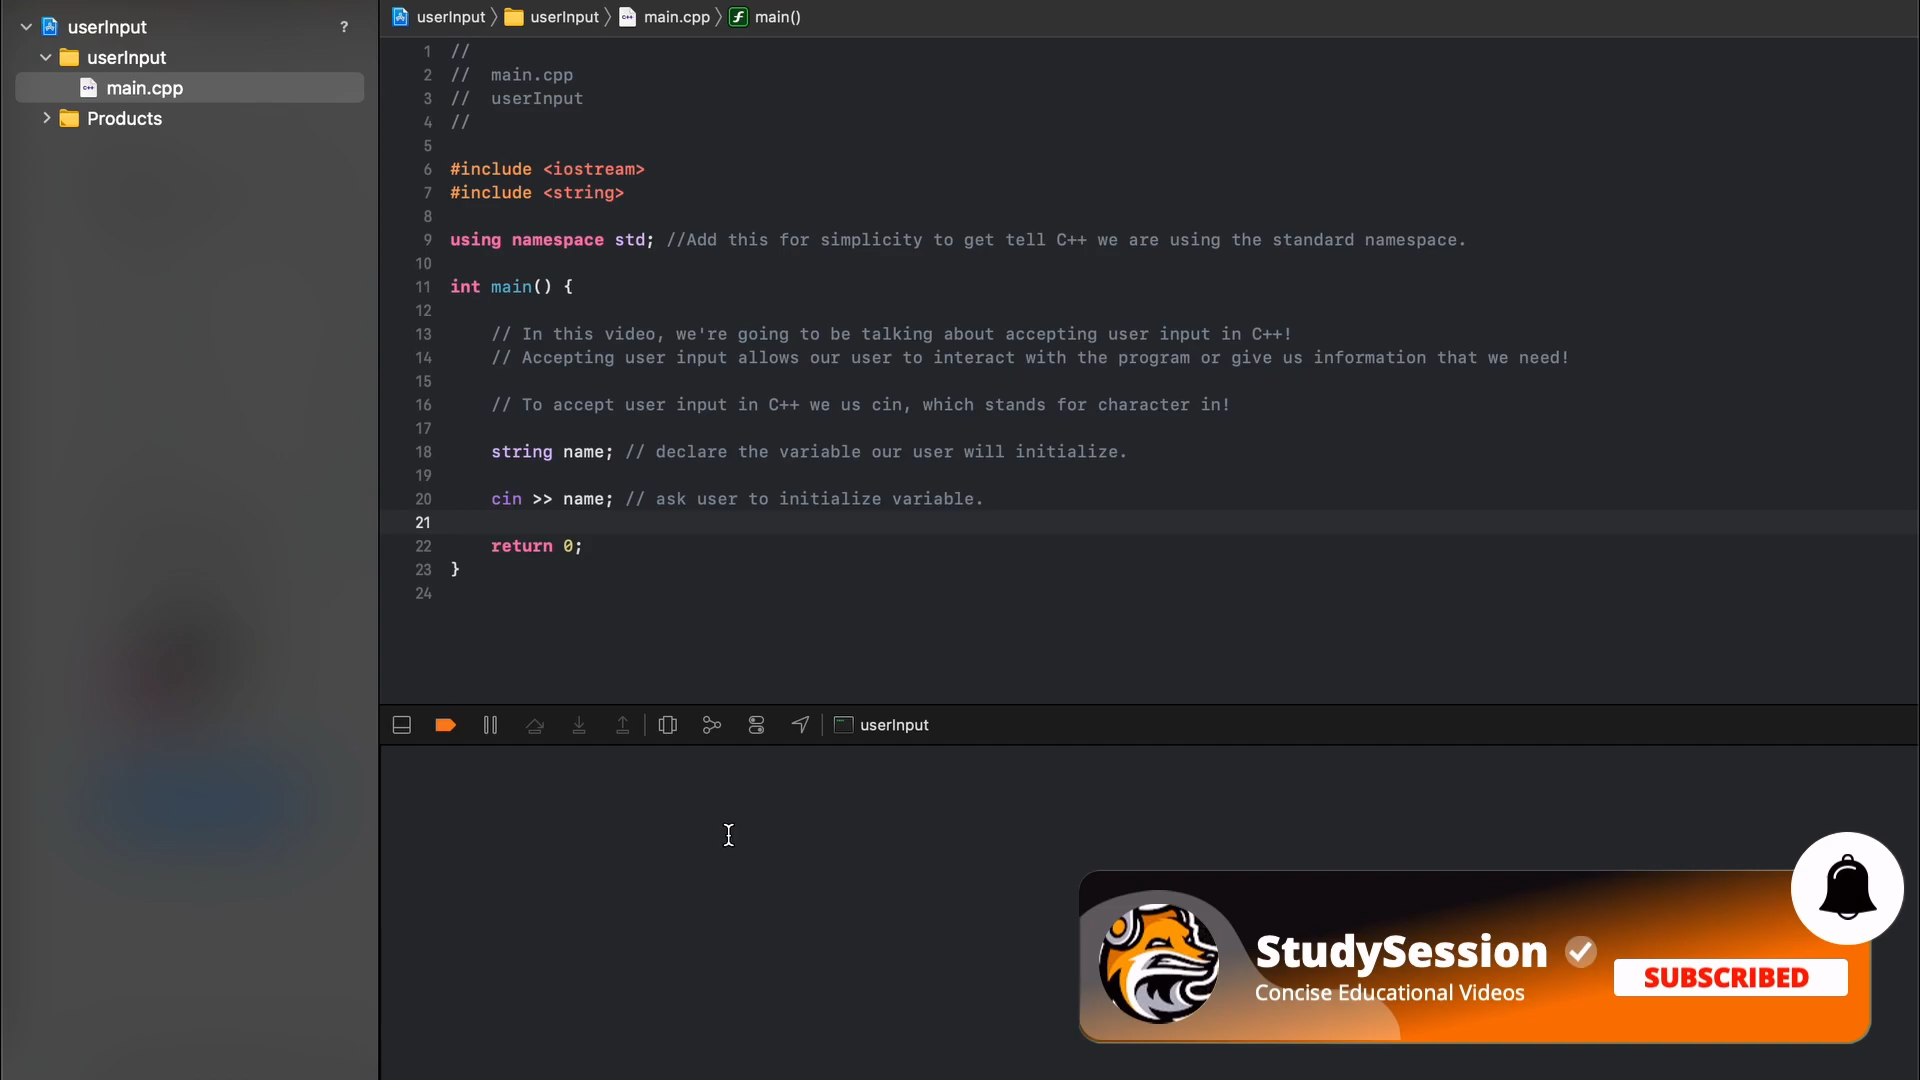 userInput
?
userInput
main.cpp
Products
userInput userInput main.cpp main()
1 //
2 //  main.cpp
3 //  userInput
4 //
5
6 #include <iostream>
7 #include <string>
8
9 using namespace std; //Add this for simplicity to get tell C++ we are using the standard namespace.
10
11 int main() {
12
13     // In this video, we're going to be talking about accepting user input in C++!
14     // Accepting user input allows our user to interact with the program or give us information that we need!
15
16     // To accept user input in C++ we us cin, which stands for character in!
17
18     string name; // declare the variable our user will initialize.
19
20     cin >> name; // ask user to initialize variable.
21
22     return 0;
23 }
24
userInput
StudySession
Concise Educational Videos
SUBSCRIBED